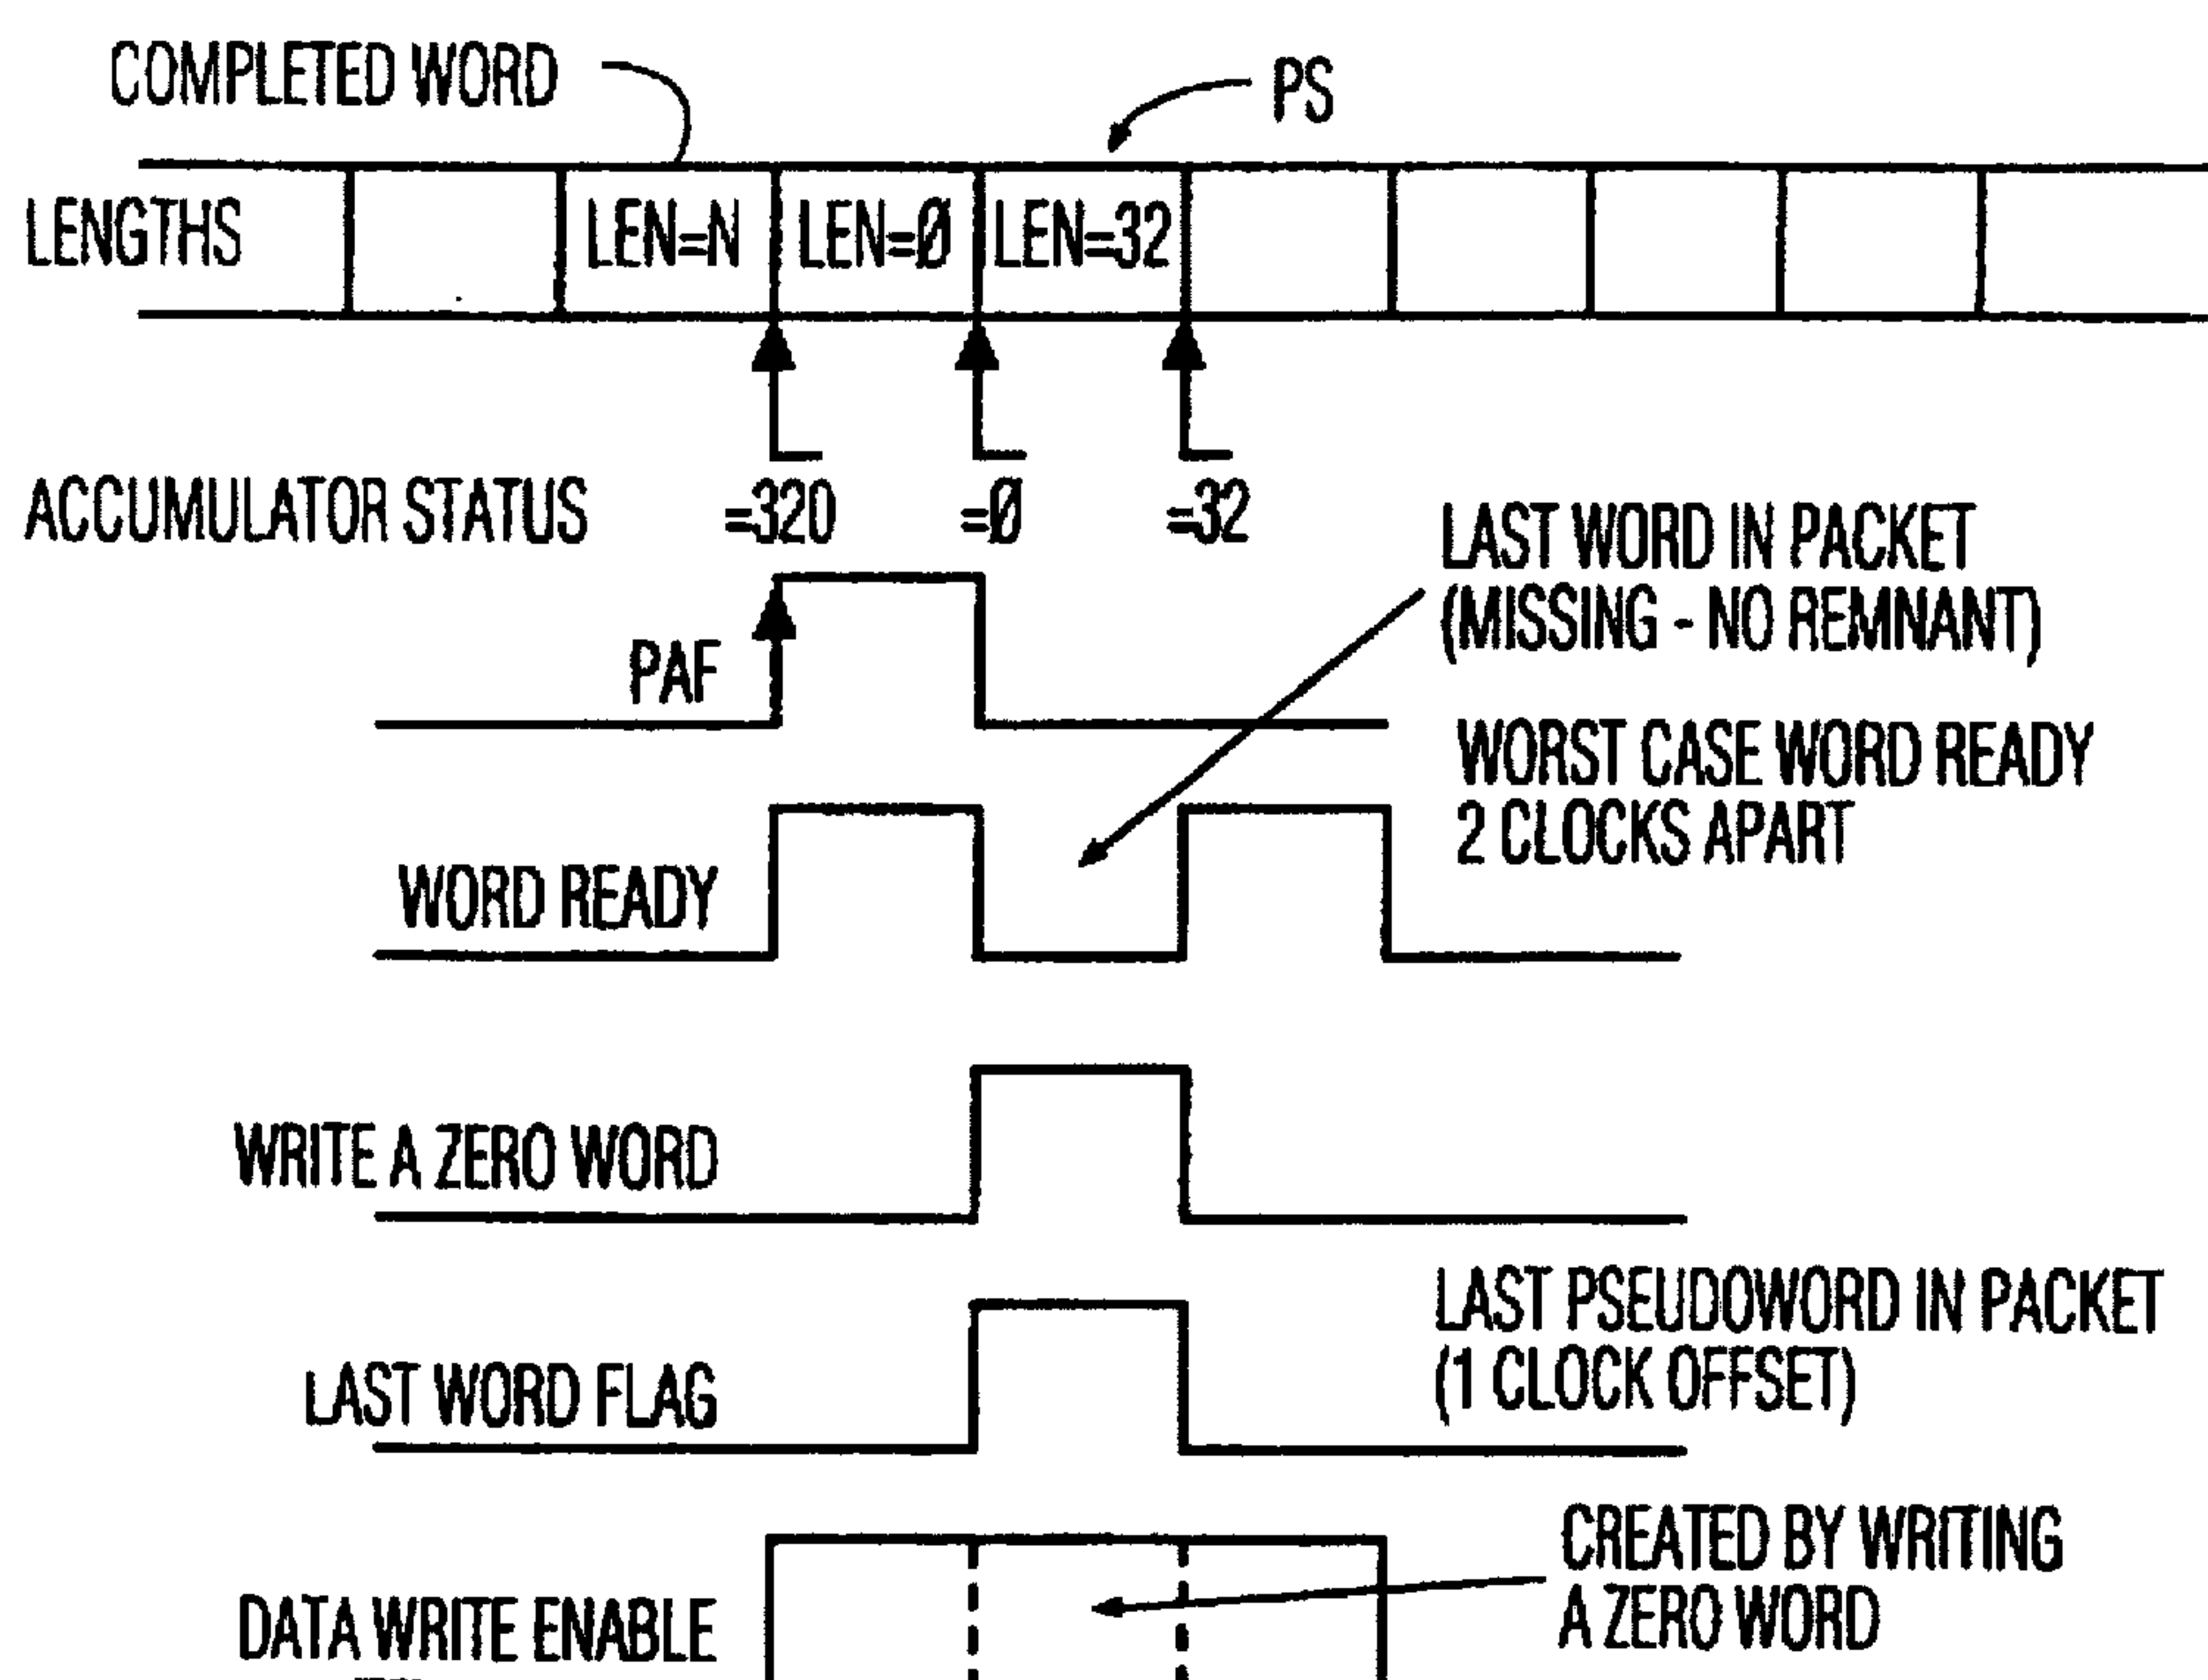 COMPLETED WORD
PS
LENGTHS
LEN=N
LEN=Ø
LEN=32
ACCUMULATOR STATUS
=320
=Ø
=32
LAST WORD IN PACKET
(MISSING - NO REMNANT)
PAF
WORST CASE WORD READY
2 CLOCKS APART
WORD READY
WRITE A ZERO WORD
LAST PSEUDOWORD IN PACKET
(1 CLOCK OFFSET)
LAST WORD FLAG
CREATED BY WRITING
A ZERO WORD
DATA WRITE ENABLE